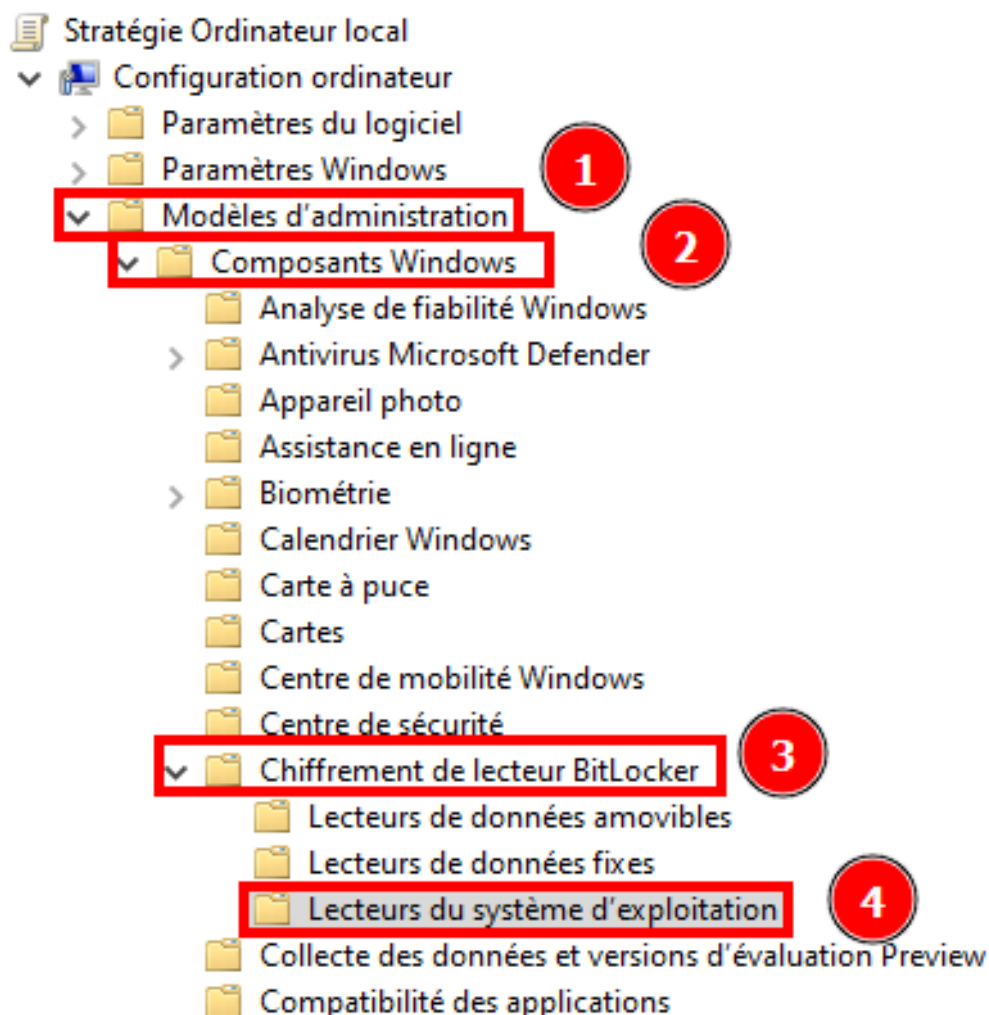 Stratégie Ordinateur local
Configuration ordinateur
Paramètres du logiciel
Paramètres Windows
1
Modèles d'administration
2
Composants Windows
Analyse de fiabilité Windows
Antivirus Microsoft Defender
Appareil photo
Assistance en ligne
Biométrie
Calendrier Windows
Carte à puce
Cartes
Centre de mobilité Windows
Centre de sécurité
3
Chiffrement de lecteur BitLocker
Lecteurs de données amovibles
Lecteurs de données fixes
Lecteurs du système d'exploitation
4
Collecte des données et versions d'évaluation Preview
Compatibilité des applications